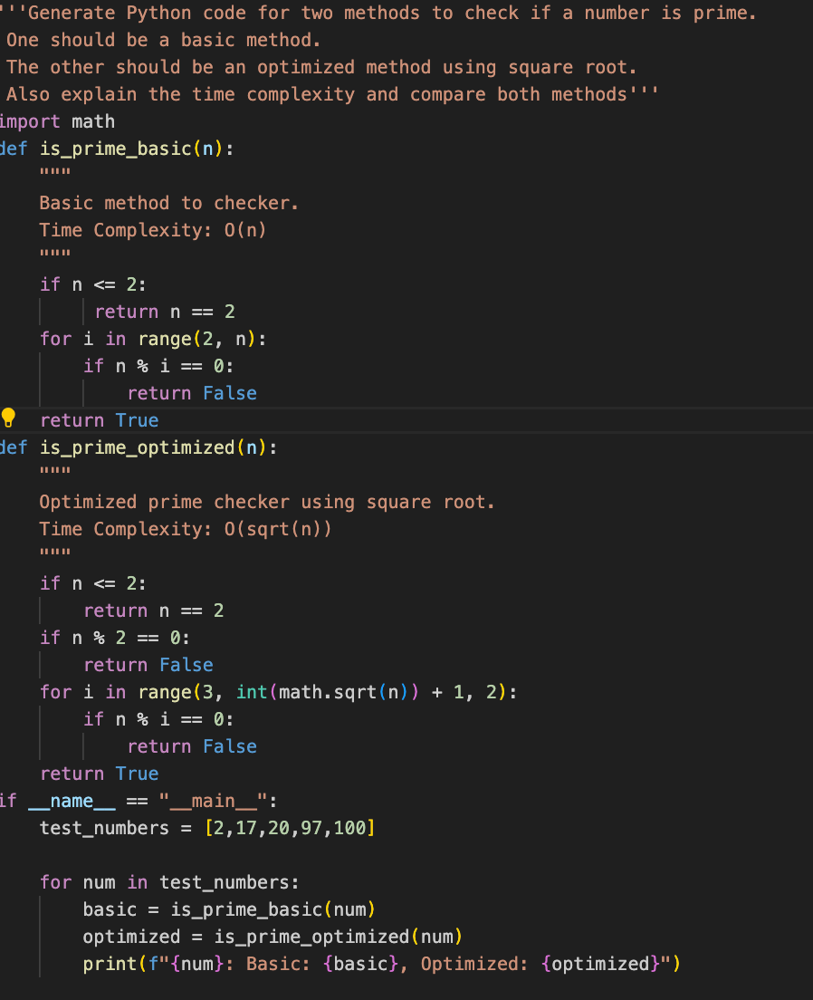 '''Generate Python code for two methods to check if a number is prime.
One should be a basic method.
The other should be an optimized method using square root.
Also explain the time complexity and compare both methods'''
import math
def is_prime_basic(n):
    """
    Basic method to checker.
    Time Complexity: O(n)
    """
    if n <= 2:
         return n == 2
    for i in range(2, n):
        if n % i == 0:
            return False
    return True
def is_prime_optimized(n):
    """
    Optimized prime checker using square root.
    Time Complexity: O(sqrt(n))
    """
    if n <= 2:
        return n == 2
    if n % 2 == 0:
        return False
    for i in range(3, int(math.sqrt(n)) + 1, 2):
        if n % i == 0:
            return False
    return True
if __name__ == "__main__":
    test_numbers = [2,17,20,97,100]

    for num in test_numbers:
        basic = is_prime_basic(num)
        optimized = is_prime_optimized(num)
        print(f"{num}: Basic: {basic}, Optimized: {optimized}")